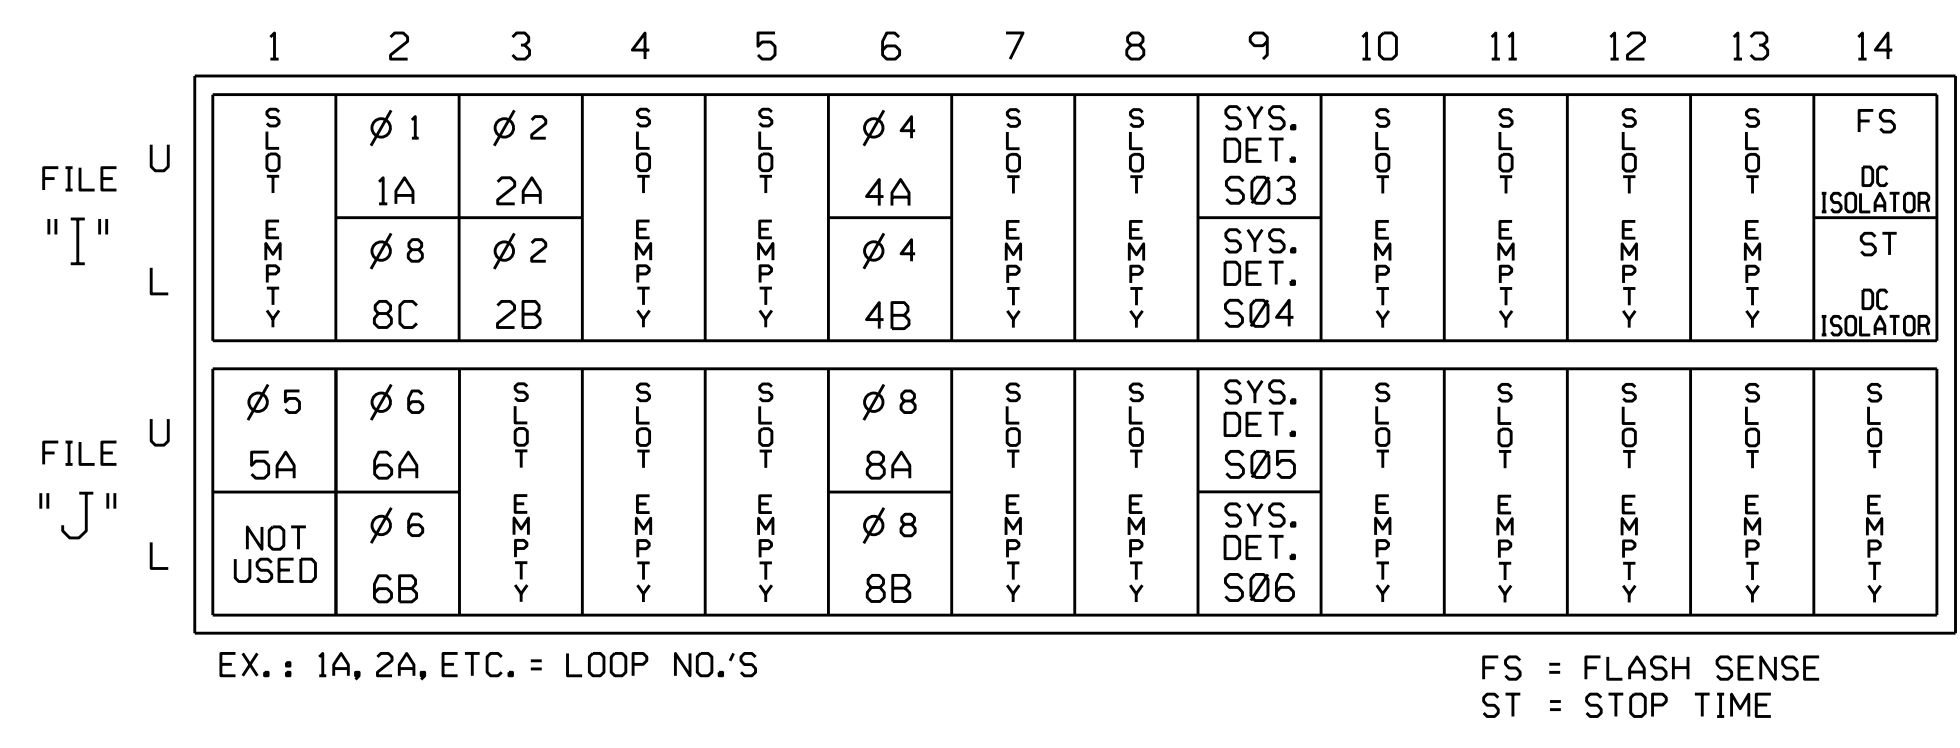 1 2 3 4 5 6 7 8 9 10 11 12 13 14
FILE "I"
U
L
SLOT EMPTY
Ø 1
1A
Ø 8
8C
Ø 2
2A
Ø 2
2B
SLOT EMPTY
SLOT EMPTY
Ø 4
4A
Ø 4
4B
SLOT EMPTY
SLOT EMPTY
SYS.
DET.
SØ3
SYS.
DET.
SØ4
SLOT EMPTY
SLOT EMPTY
SLOT EMPTY
SLOT EMPTY
FS
DC
ISOLATOR
ST
DC
ISOLATOR
FILE "J"
U
L
Ø 5
5A
NOT
USED
Ø 6
6A
Ø 6
6B
SLOT EMPTY
SLOT EMPTY
SLOT EMPTY
Ø 8
8A
Ø 8
8B
SLOT EMPTY
SLOT EMPTY
SYS.
DET.
SØ5
SYS.
DET.
SØ6
SLOT EMPTY
SLOT EMPTY
SLOT EMPTY
SLOT EMPTY
SLOT EMPTY
EX.: 1A, 2A, ETC. = LOOP NO.'S
FS = FLASH SENSE
ST = STOP TIME